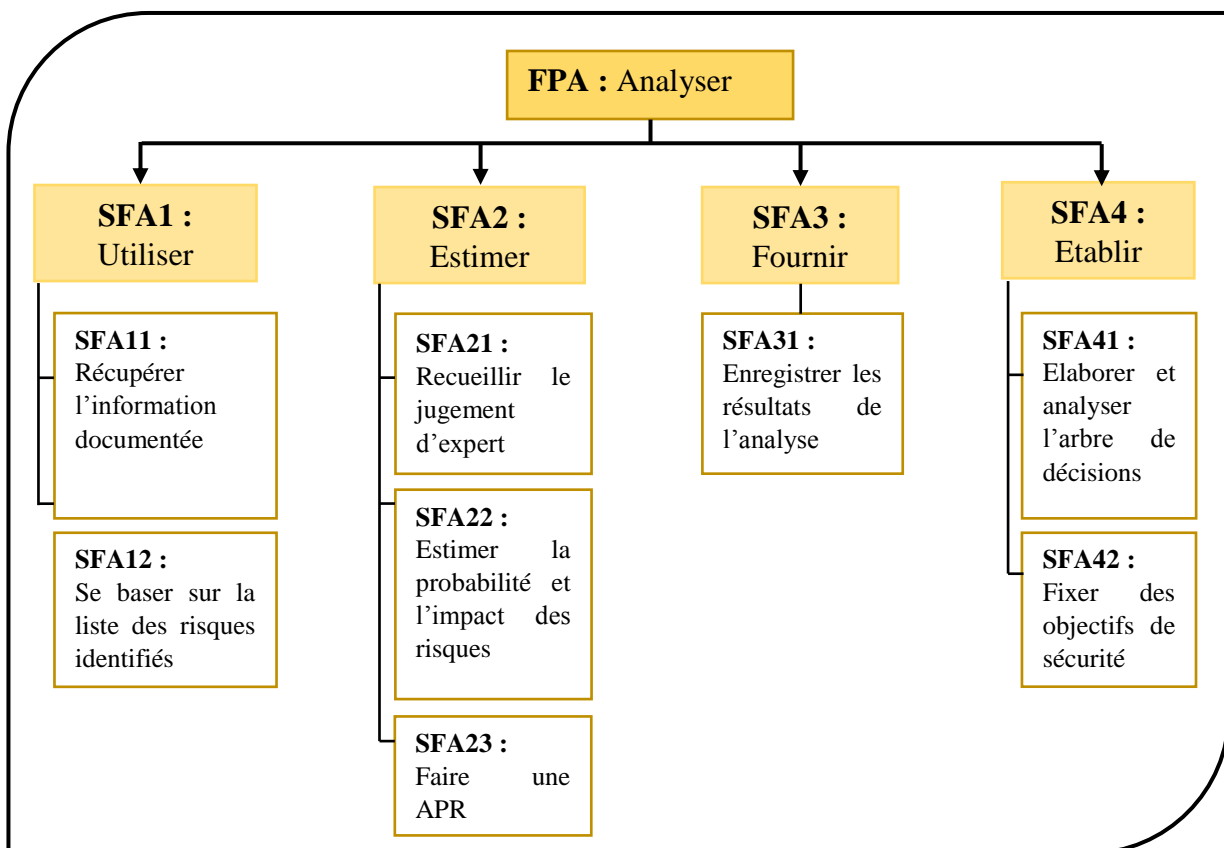 FPA : Analyser
SFA1 :
Utiliser
SFA11 :
Récupérer
l’information
documentée
SFA12 :
Se baser sur la
liste des risques
identifiés
SFA2 :
Estimer
SFA21 :
Recueillir le
jugement
d’expert
SFA22 :
Estimer la
probabilité et
l’impact des
risques
SFA23 :
Faire une
APR
SFA3 :
Fournir
SFA31 :
Enregistrer les
résultats de
l’analyse
SFA4 :
Etablir
SFA41 :
Elaborer et
analyser
l’arbre de
décisions
SFA42 :
Fixer des
objectifs de
sécurité